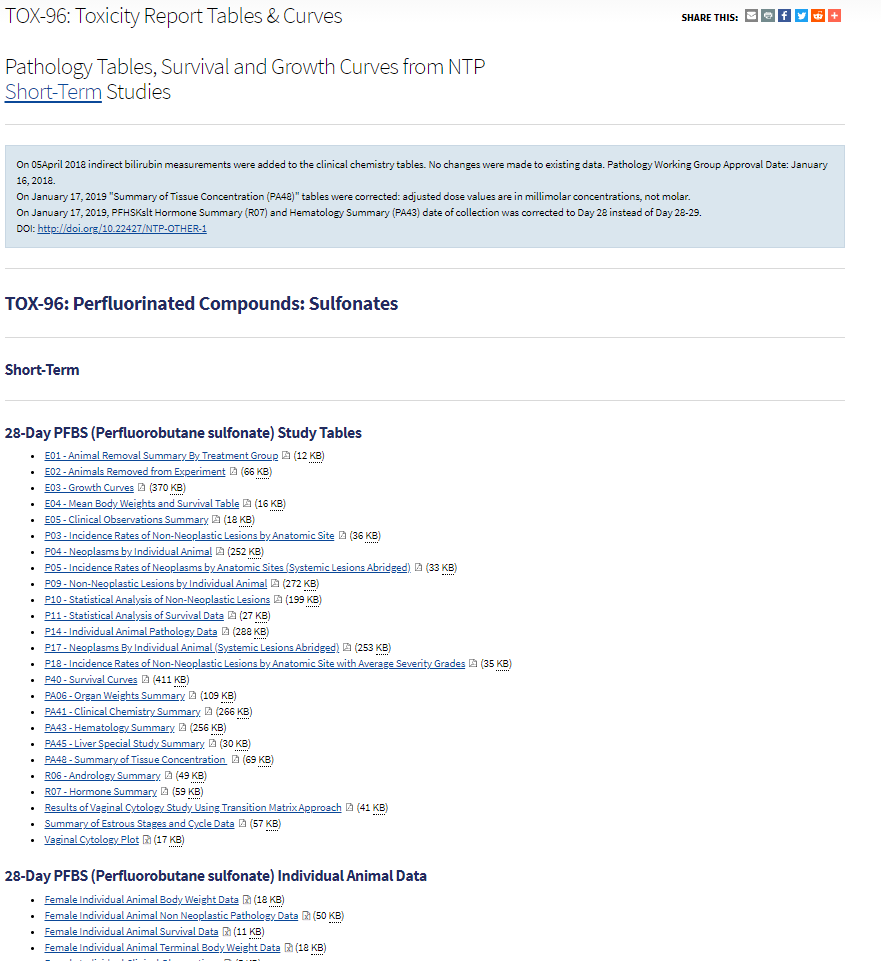 TOX-96: Toxicity Report Tables & Curves
SHARE THIS:
Pathology Tables, Survival and Growth Curves from NTP
Short-Term Studies
On 05April 2018 indirect bilirubin measurements were added to the clinical chemistry tables. No changes were made to existing data. Pathology Working Group Approval Date: January
16, 2018.
On January 17, 2019 "Summary of Tissue Concentration (PA48)" tables were corrected: adjusted dose values are in millimolar concentrations, not molar.
On January 17, 2019, PFHSKslt Hormone Summary (R07) and Hematology Summary (PA43) date of collection was corrected to Day 28 instead of Day 28-29.
DOI: http://doi.org/10.22427/NTP-OTHER-1
TOX-96: Perfluorinated Compounds: Sulfonates
Short-Term
28-Day PFBS (Perfluorobutane sulfonate) Study Tables
E01 - Animal Removal Summary By Treatment Group (12 KB)
E02 - Animals Removed from Experiment (66 KB)
E03 - Growth Curves (370 KB)
E04 - Mean Body Weights and Survival Table (16 KB)
E05 - Clinical Observations Summary (18 KB)
P03 - Incidence Rates of Non-Neoplastic Lesions by Anatomic Site (36 KB)
P04 - Neoplasms by Individual Animal (252 KB)
P05 - Incidence Rates of Neoplasms by Anatomic Sites (Systemic Lesions Abridged) (33 KB)
P09 - Non-Neoplastic Lesions by Individual Animal (272 KB)
P10 - Statistical Analysis of Non-Neoplastic Lesions (199 KB)
P11 - Statistical Analysis of Survival Data (27 KB)
P14 - Individual Animal Pathology Data (288 KB)
P17 - Neoplasms By Individual Animal (Systemic Lesions Abridged) (253 KB)
P18 - Incidence Rates of Non-Neoplastic Lesions by Anatomic Site with Average Severity Grades (35 KB)
P40 - Survival Curves (411 KB)
PA06 - Organ Weights Summary (109 KB)
PA41 - Clinical Chemistry Summary (266 KB)
PA43 - Hematology Summary (256 KB)
PA45 - Liver Special Study Summary (30 KB)
PA48 - Summary of Tissue Concentration (69 KB)
R06 - Andrology Summary (49 KB)
R07 - Hormone Summary (59 KB)
Results of Vaginal Cytology Study Using Transition Matrix Approach (41 KB)
Summary of Estrous Stages and Cycle Data (57 KB)
Vaginal Cytology Plot (17 KB)
28-Day PFBS (Perfluorobutane sulfonate) Individual Animal Data
Female Individual Animal Body Weight Data (18 KB)
Female Individual Animal Non Neoplastic Pathology Data (50 KB)
Female Individual Animal Survival Data (11 KB)
Female Individual Animal Terminal Body Weight Data (18 KB)